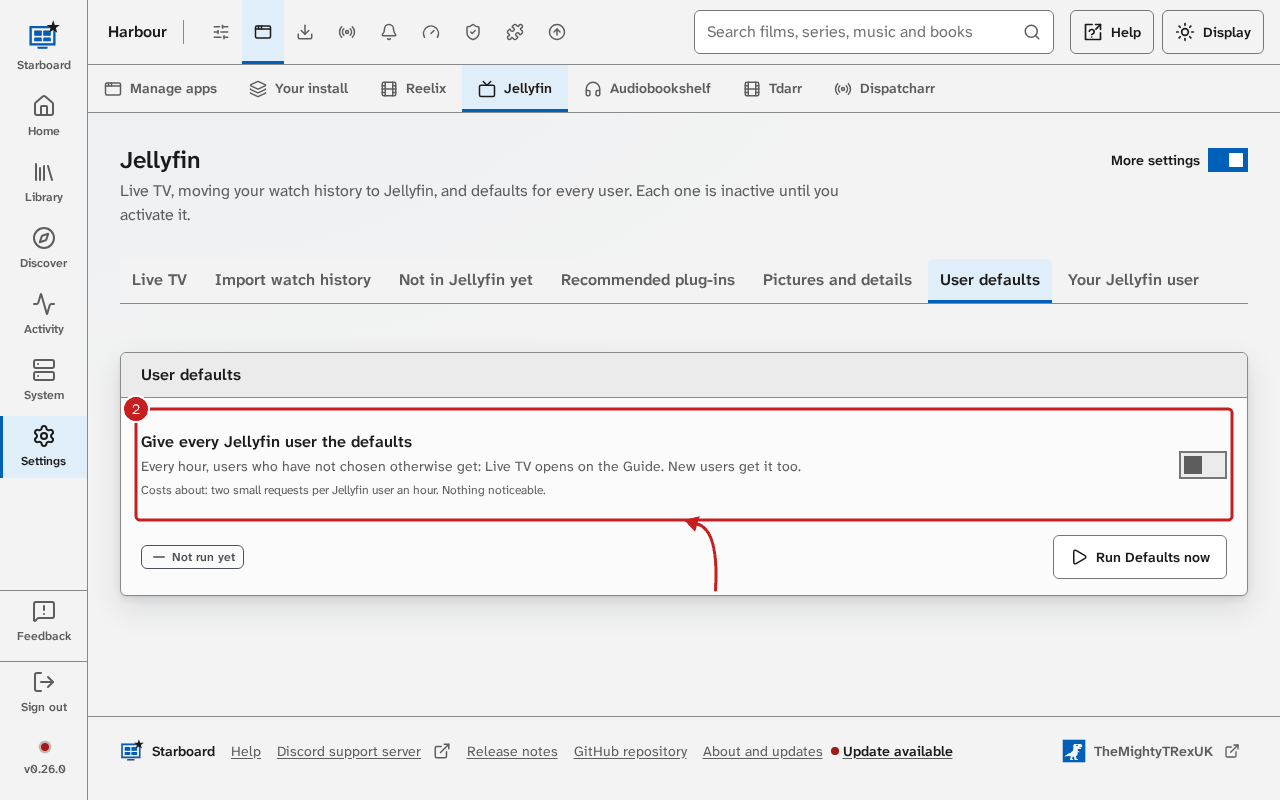 Starboard
Home
Library
Discover
Activity
System
Settings
Feedback
Sign out
v0.26.0
Harbour
Search films, series, music and books
Help
Display
Manage apps
Your install
Reelix
Jellyfin
Audiobookshelf
Tdarr
Dispatcharr
Jellyfin
More settings
Live TV, moving your watch history to Jellyfin, and defaults for every user. Each one is inactive until you
activate it.
Live TV
Import watch history
Not in Jellyfin yet
Recommended plug-ins
Pictures and details
User defaults
Your Jellyfin user
User defaults
2
Give every Jellyfin user the defaults
Every hour, users who have not chosen otherwise get: Live TV opens on the Guide. New users get it too.
Costs about: two small requests per Jellyfin user an hour. Nothing noticeable.
Not run yet
Run Defaults now
Starboard
Help
Discord support server
Release notes
GitHub repository
About and updates
Update available
TheMightyTRexUK